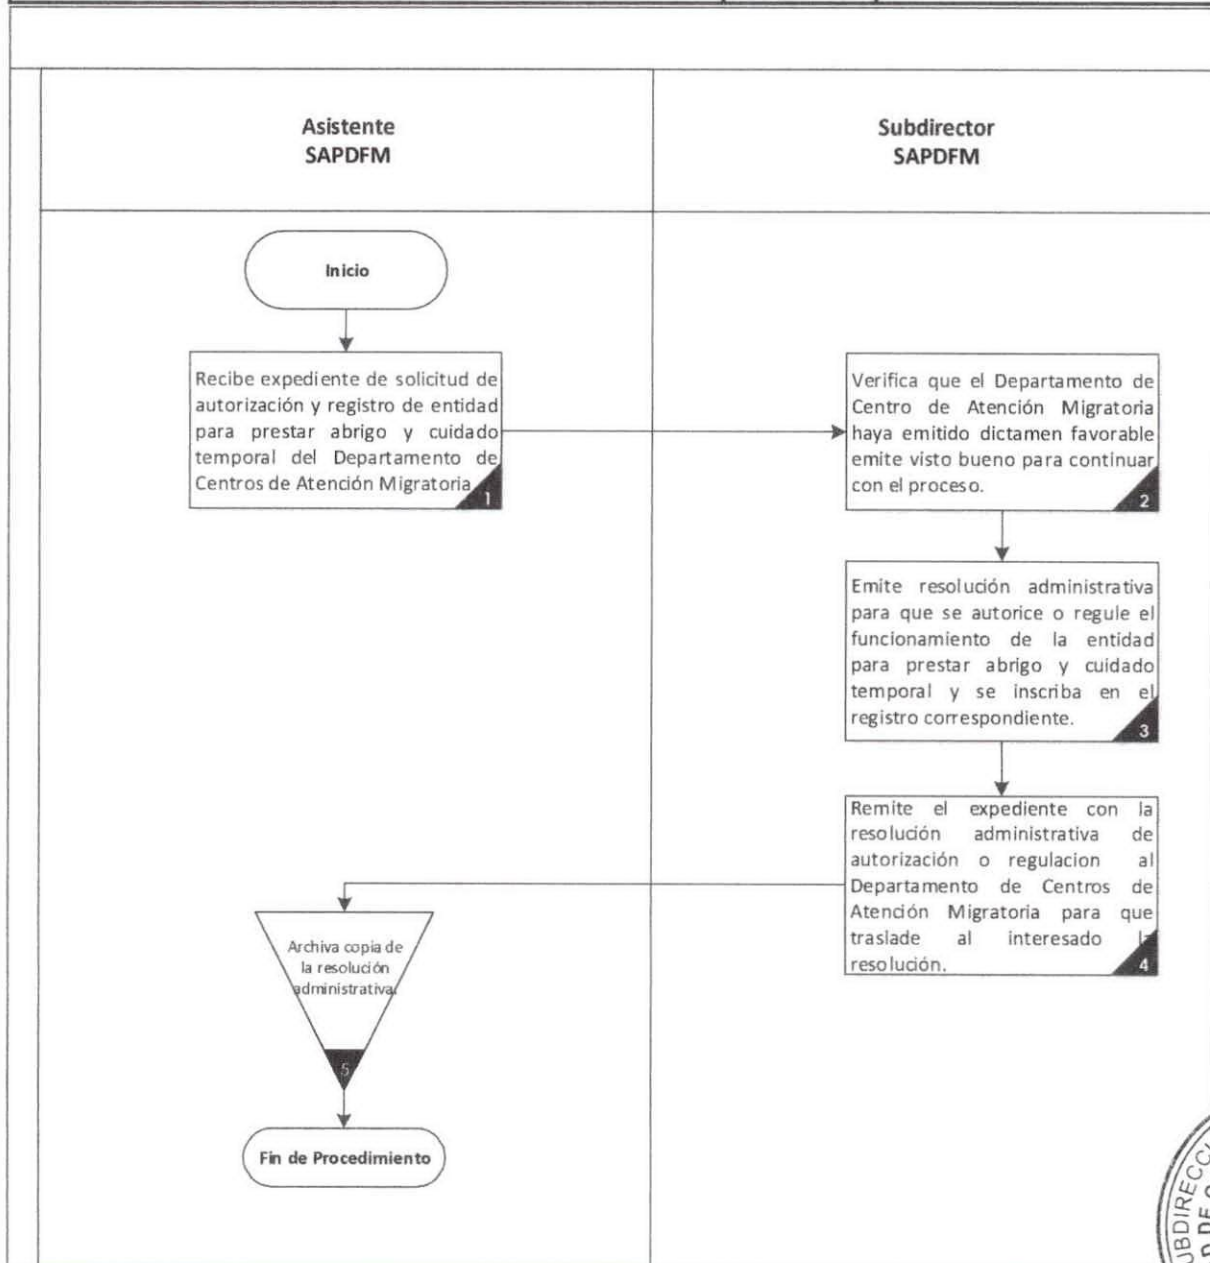 Asistente
SAPDFM
Subdirector
SAPDFM
Inicio
Recibe expediente de solicitud de
autorización y registro de entidad
para prestar abrigo y cuidado
temporal del Departamento de
Centros de Atención Migratoria
1
Verifica que el Departamento de
Centro de Atención Migratoria
haya emitido dictamen favorable
emite visto bueno para continuar
con el proceso.
2
Emite resolución administrativa
para que se autorice o regule el
funcionamiento de la entidad
para prestar abrigo y cuidado
temporal y se inscriba en el
registro correspondiente.
3
Remite el expediente con la
resolución administrativa de
autorización o regulacion al
Departamento de Centros de
Atención Migratoria para que
traslade al interesado la
resolución.
4
Archiva copia de
la resolución
administrativa.
5
Fin de Procedimiento